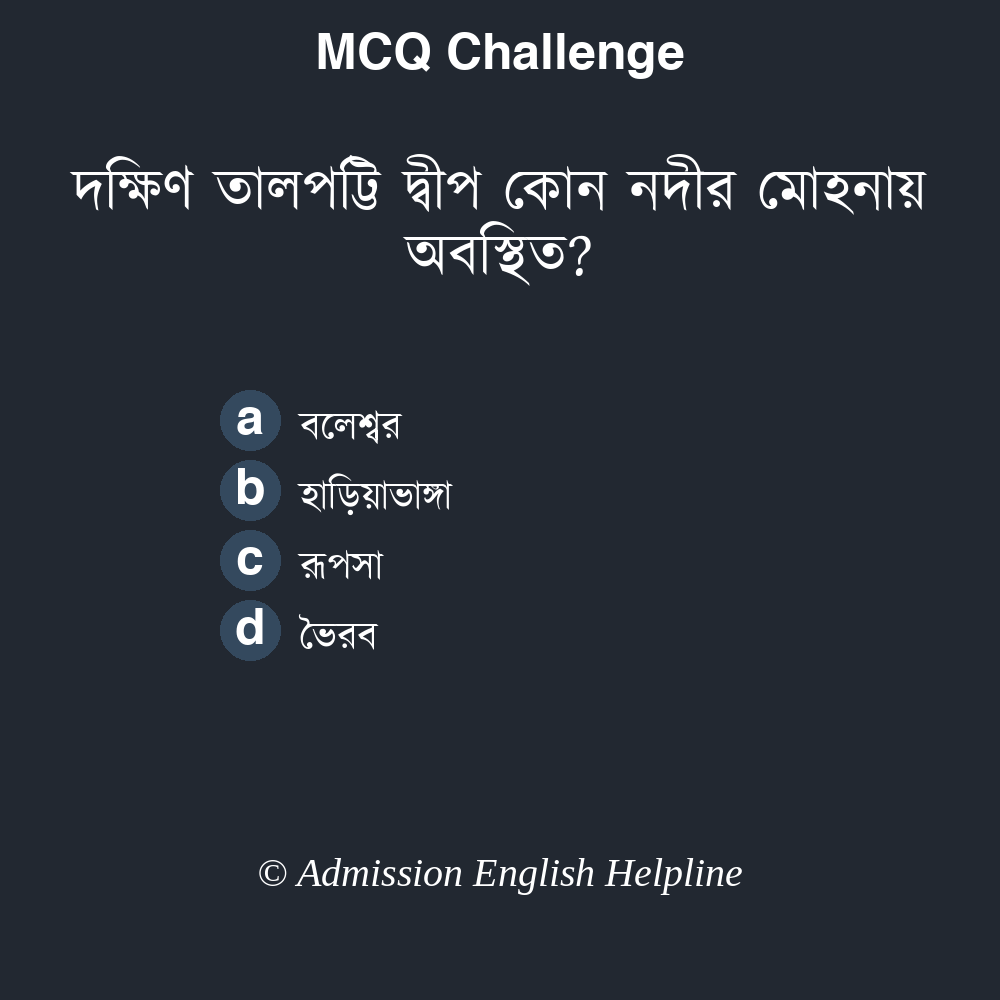 MCQ Challenge
দক্ষিণ তালপট্টি দ্বীপ কোন নদীর মোহনায়
অবস্থিত?
a বলেশ্বর
b হাড়িয়াভাঙ্গা
c রূপসা
d ভৈরব
© Admission English Helpline